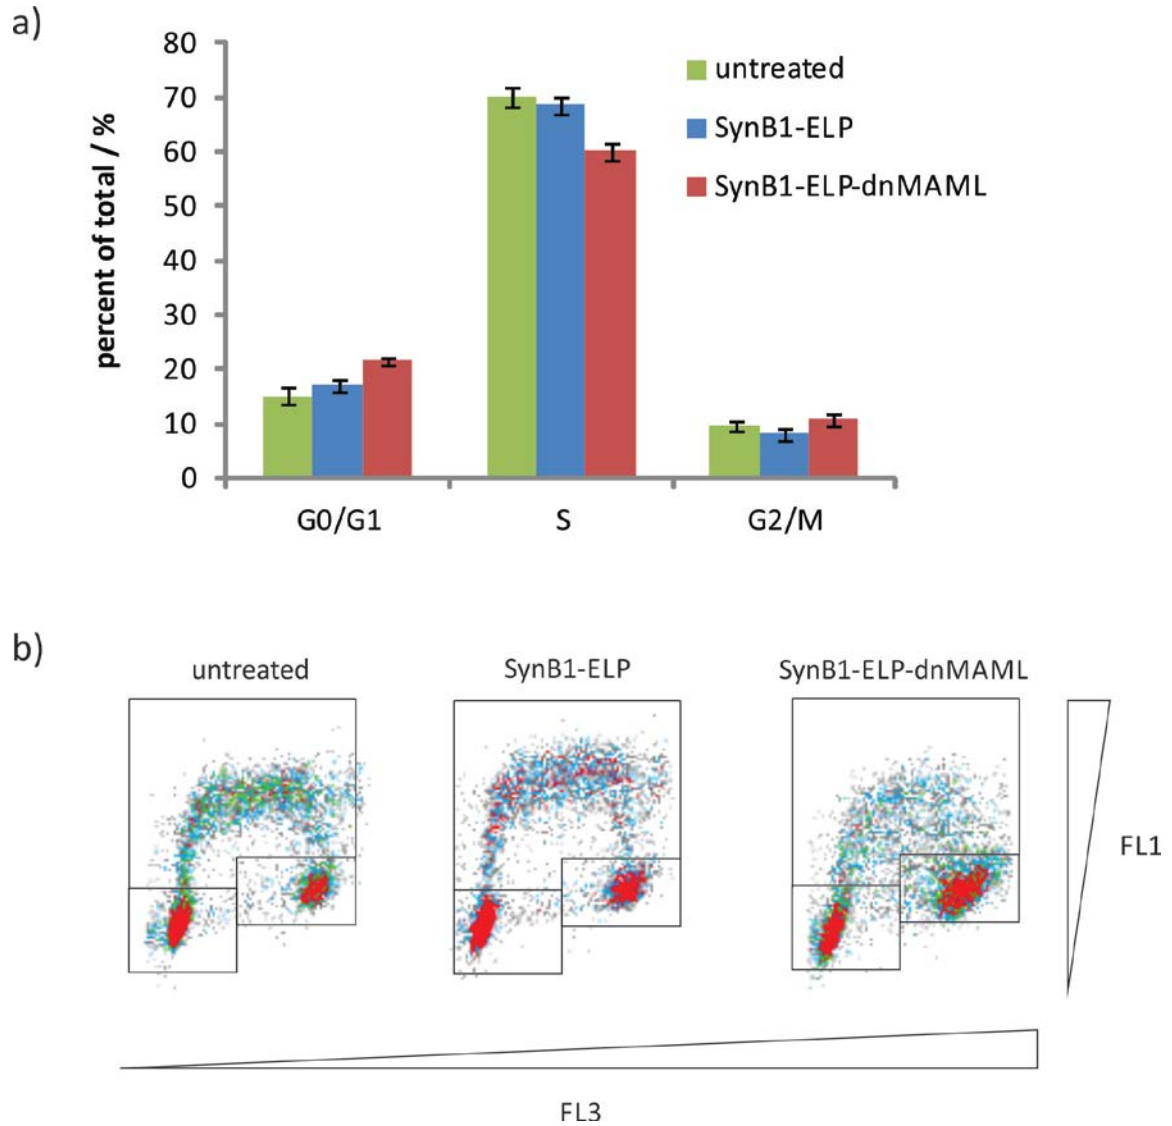 a)
80
70
60
50
40
30
20
10
0
percent of total / %
untreated
SynB1-ELP
SynB1-ELP-dnMAML
G0/G1 S G2/M
b)
untreated SynB1-ELP SynB1-ELP-dnMAML
FL1
FL3